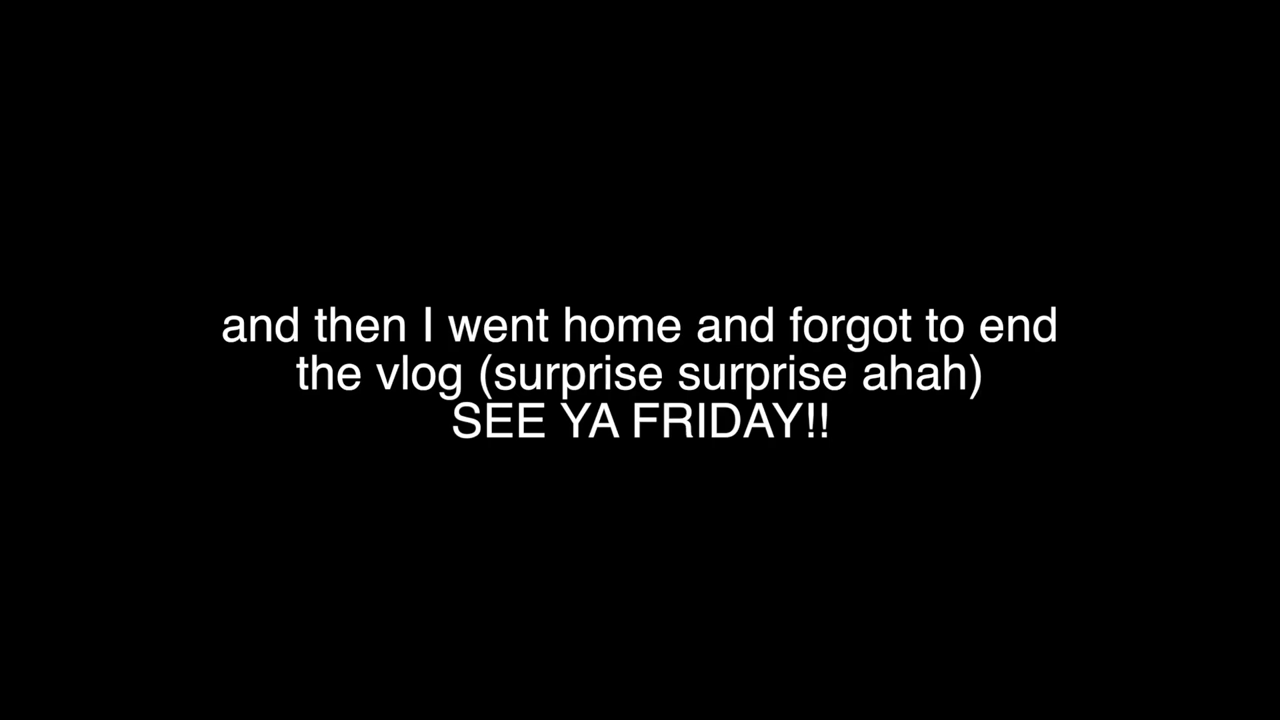 and then I went home and forgot to end
the vlog (surprise surprise ahah)
SEE YA FRIDAY!!